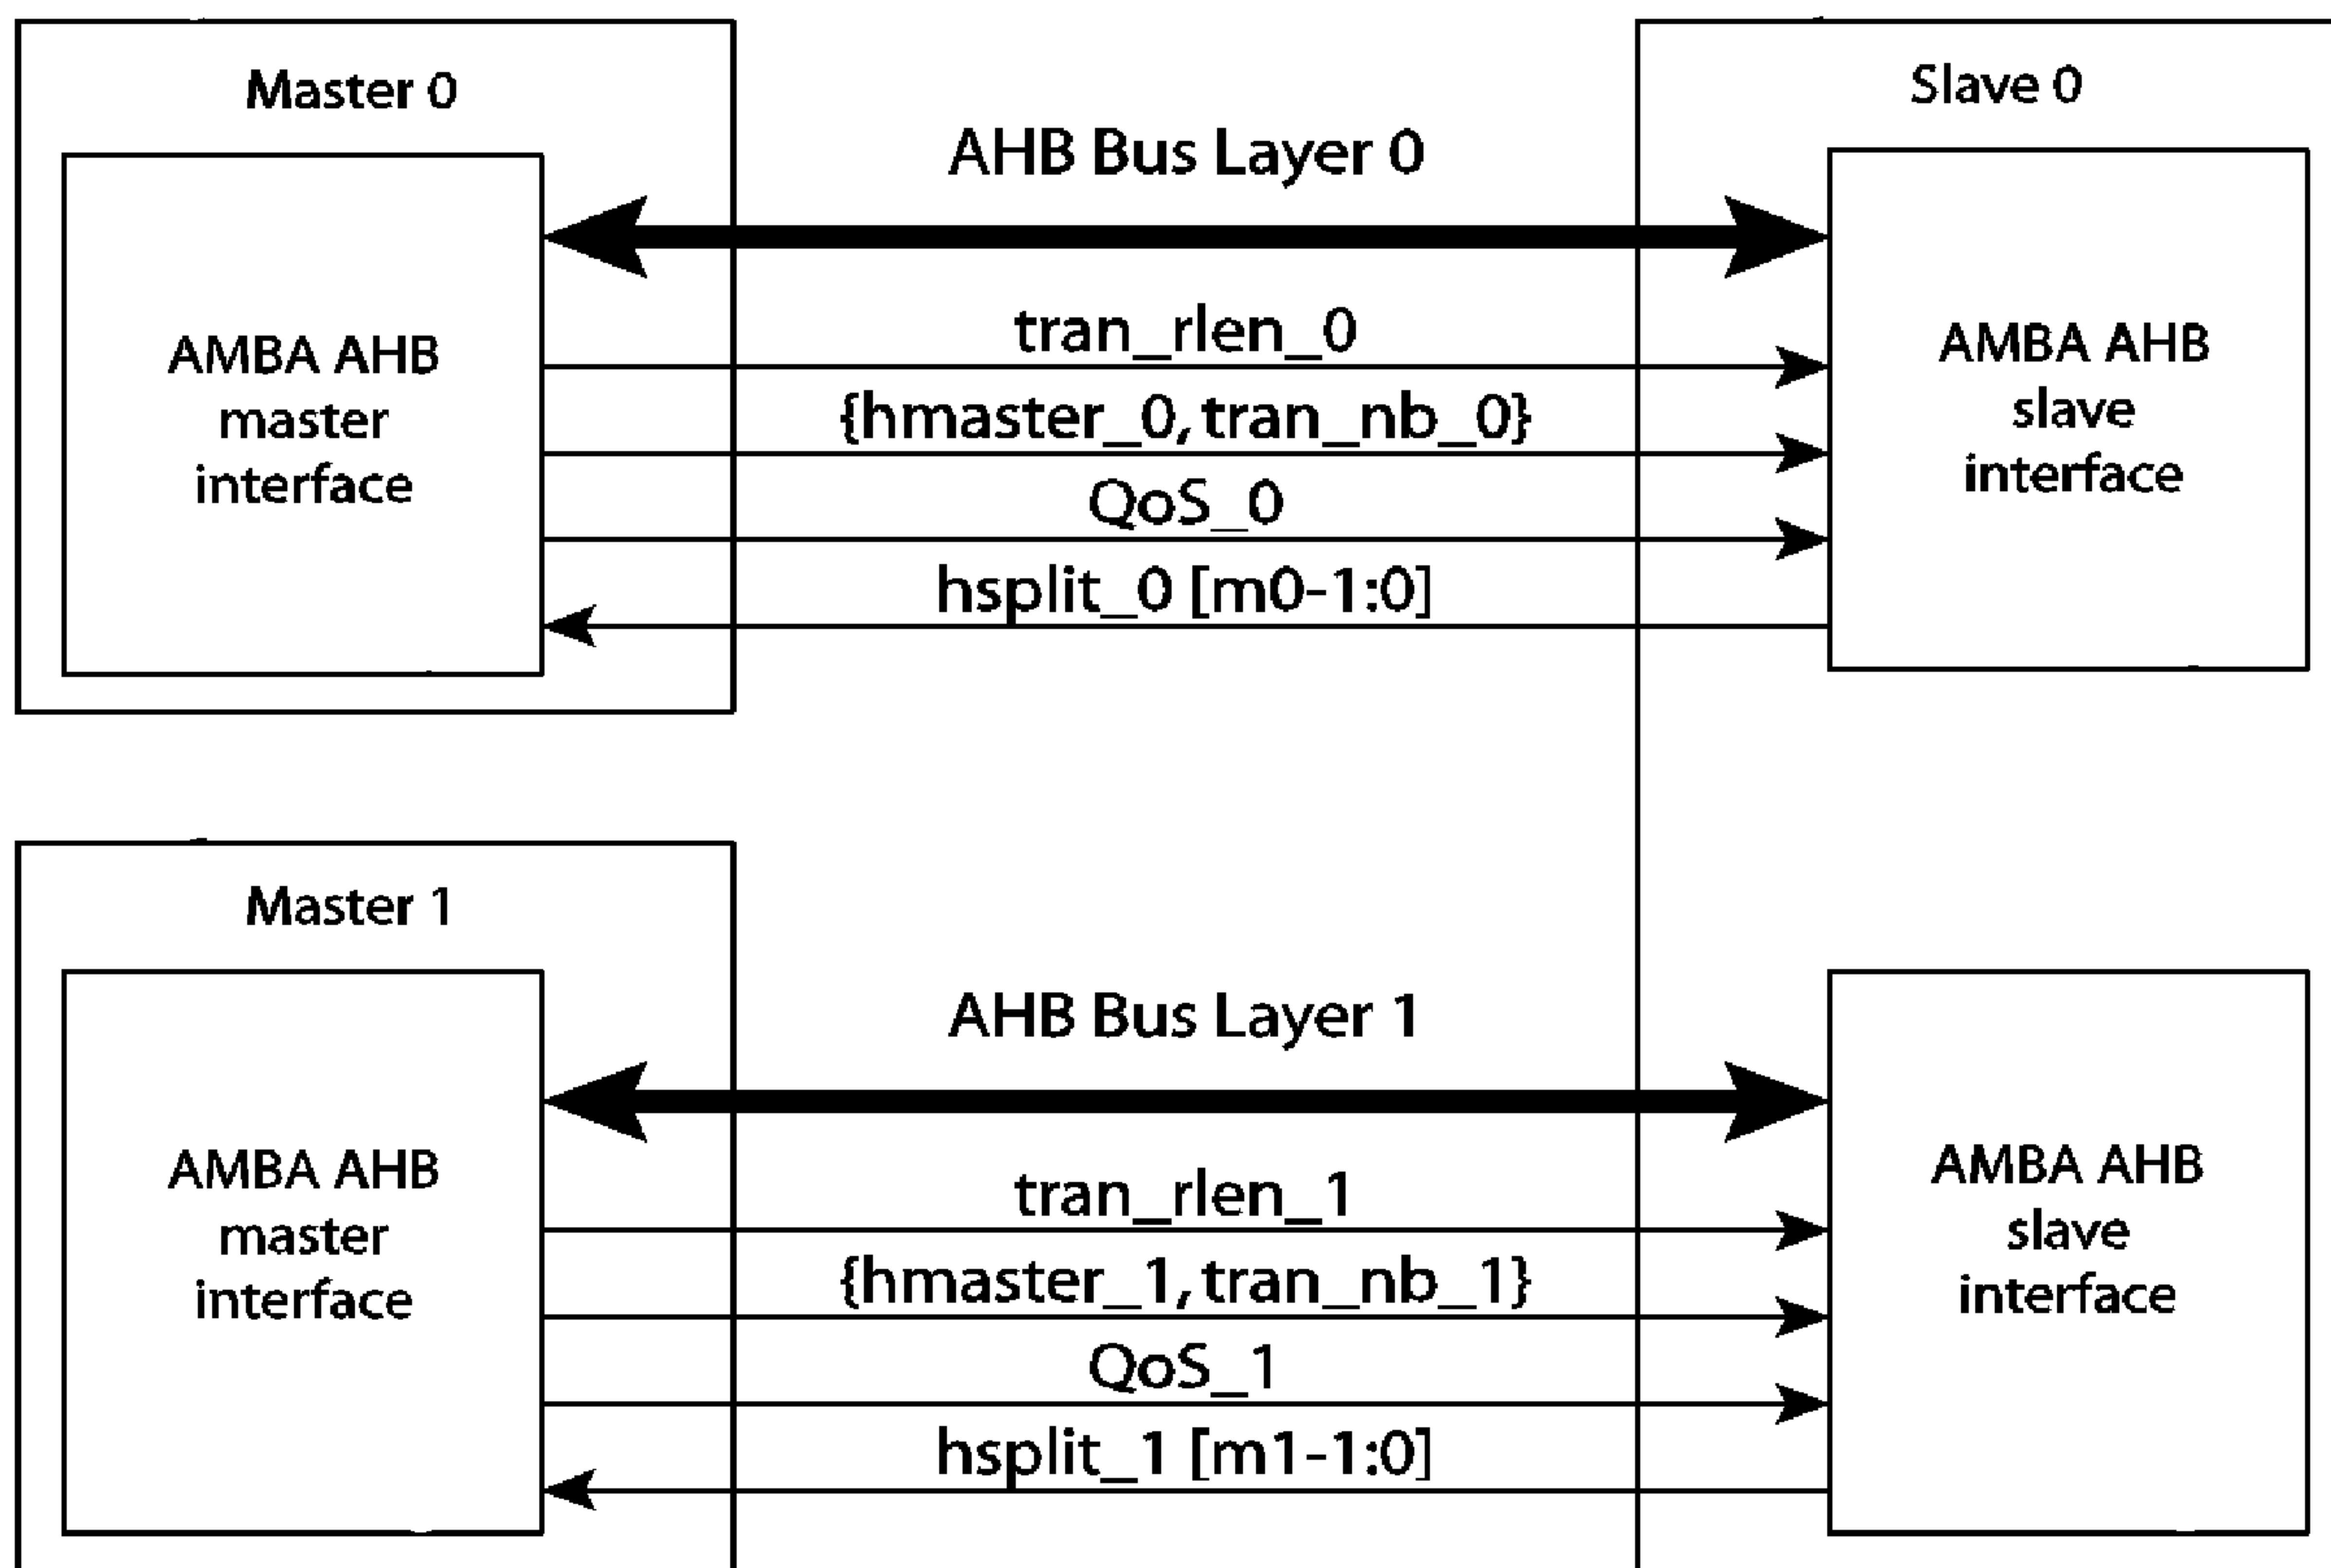 Master 0
Slave 0
AHB Bus Layer 0
AMBA AHB
master
interface
tran_rlen_0
{hmaster_0, tran_nb_0}
QoS_0
hsplit_0 [m0-1:0]
AMBA AHB
slave
interface
Master 1
AHB Bus Layer 1
AMBA AHB
master
interface
tran_rlen_1
{hmaster_1, tran_nb_1}
QoS_1
hsplit_1 [m1-1:0]
AMBA AHB
slave
interface